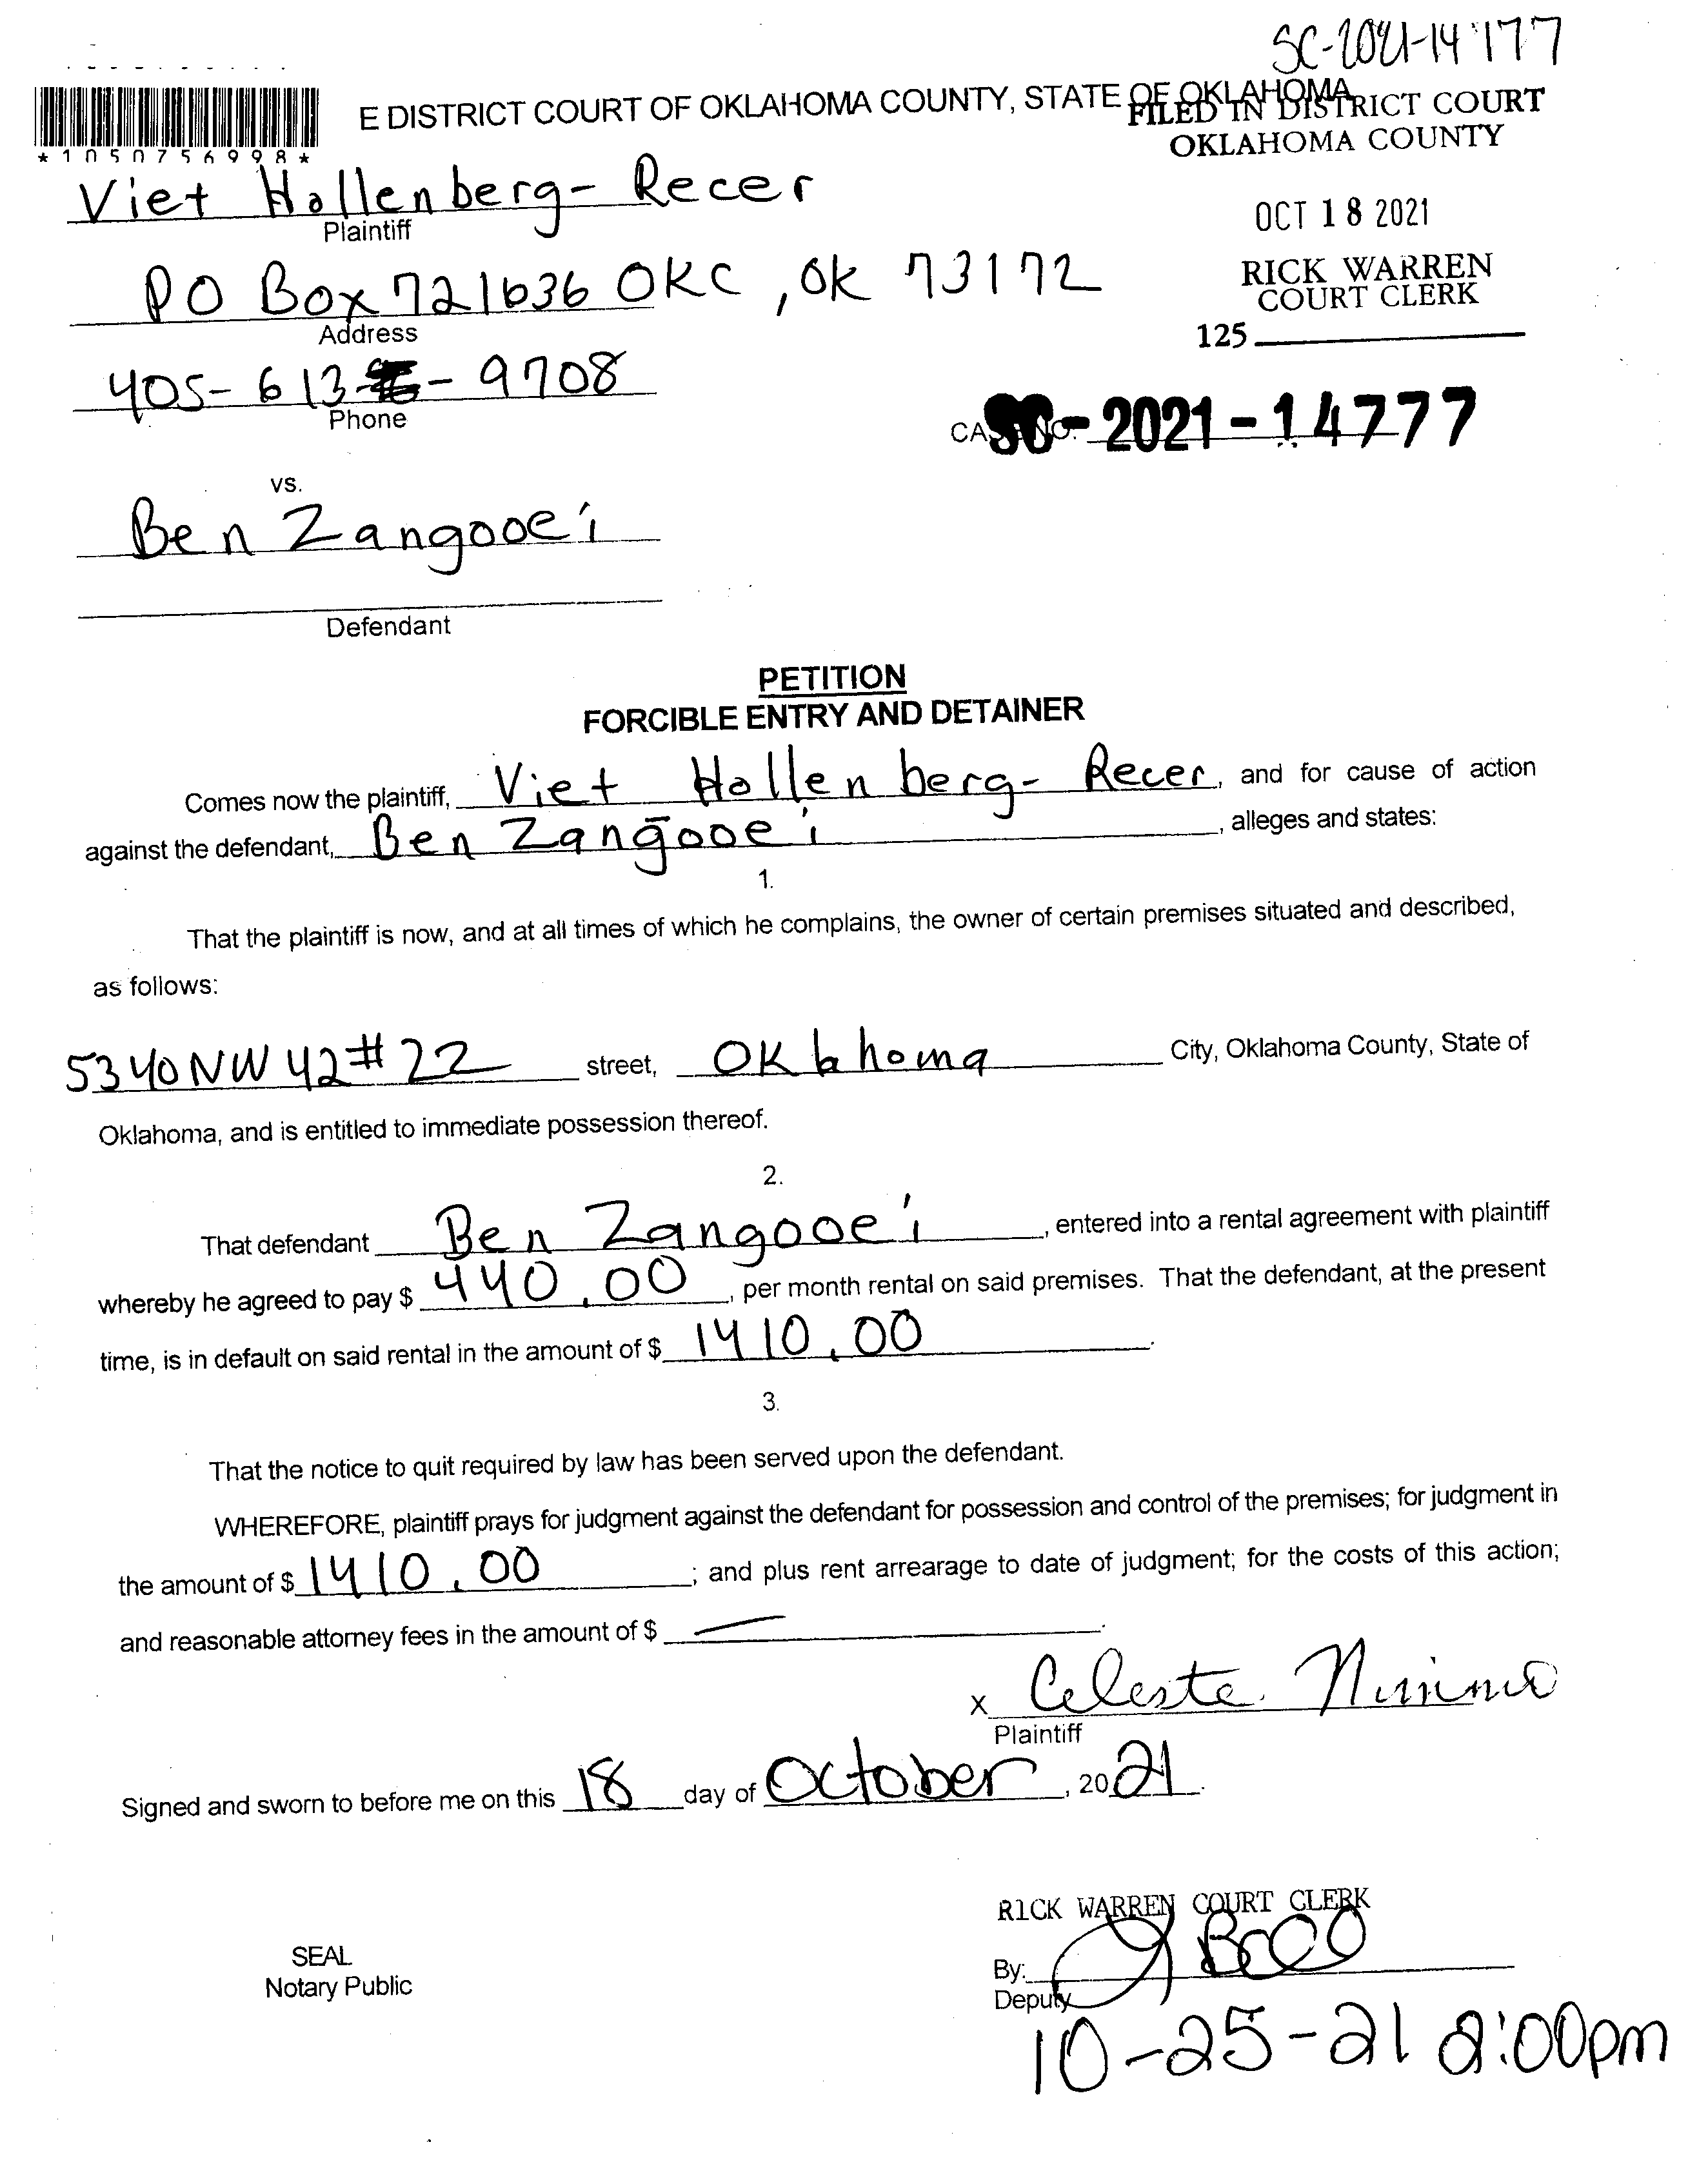 SC-2021-14777
E DISTRICT COURT OF OKLAHOMA COUNTY, STATE OF OKLAHOMA
FILED IN DISTRICT COURT
OKLAHOMA COUNTY
*1050756998*
Viet Hollenberg-Recer
Plaintiff
OCT 18 2021
PO Box 721636 OKC, Ok 73172
Address
RICK WARREN
COURT CLERK
125
405-613-9708
Phone
CASE NO. SC-2021-14777
vs.
Ben Zangooei
Defendant
PETITION
FORCIBLE ENTRY AND DETAINER
Comes now the plaintiff, Viet Hollenberg-Recer, and for cause of action
against the defendant, Ben Zangooei, alleges and states:
1.
That the plaintiff is now, and at all times of which he complains, the owner of certain premises situated and described,
as follows:
5340 NW 42 #22 street, Oklahoma City, Oklahoma County, State of
Oklahoma, and is entitled to immediate possession thereof.
2.
That defendant Ben Zangooei, entered into a rental agreement with plaintiff
whereby he agreed to pay $ 440.00, per month rental on said premises. That the defendant, at the present
time, is in default on said rental in the amount of $ 1410.00.
3.
That the notice to quit required by law has been served upon the defendant.
WHEREFORE, plaintiff prays for judgment against the defendant for possession and control of the premises; for judgment in
the amount of $ 1410.00; and plus rent arrearage to date of judgment; for the costs of this action;
and reasonable attorney fees in the amount of $ —.
X Celeste
Plaintiff
Signed and sworn to before me on this 18 day of October, 2021.
RICK WARREN COURT CLERK
SEAL
Notary Public
By:
Deputy
10-25-21 2:00pm